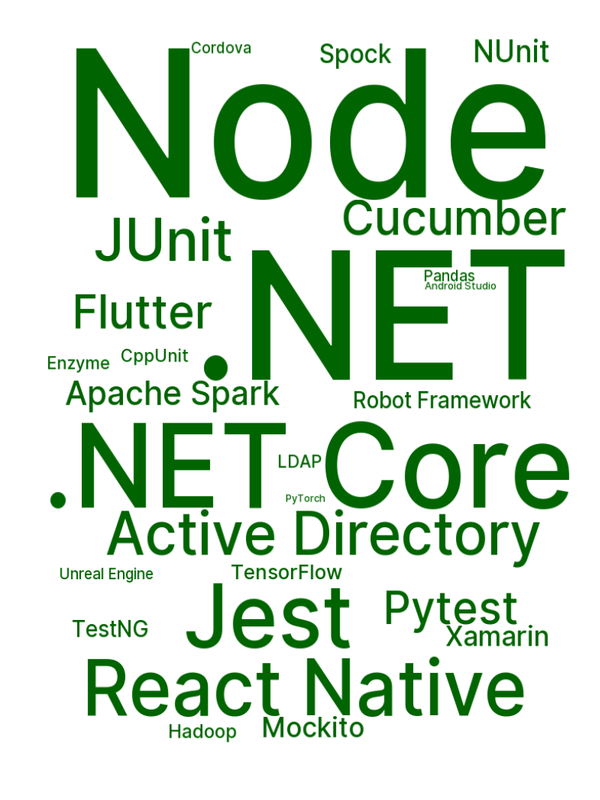 Cordova
Spock
NUnit
Node
Cucumber
JUnit
.NET
Pandas
Android Studio
Flutter
CppUnit
Enzyme
Apache Spark
Robot Framework
.NET Core
LDAP
PyTorch
Active Directory
Unreal Engine
TensorFlow
Jest
Pytest
TestNG
Xamarin
React Native
Hadoop
Mockito